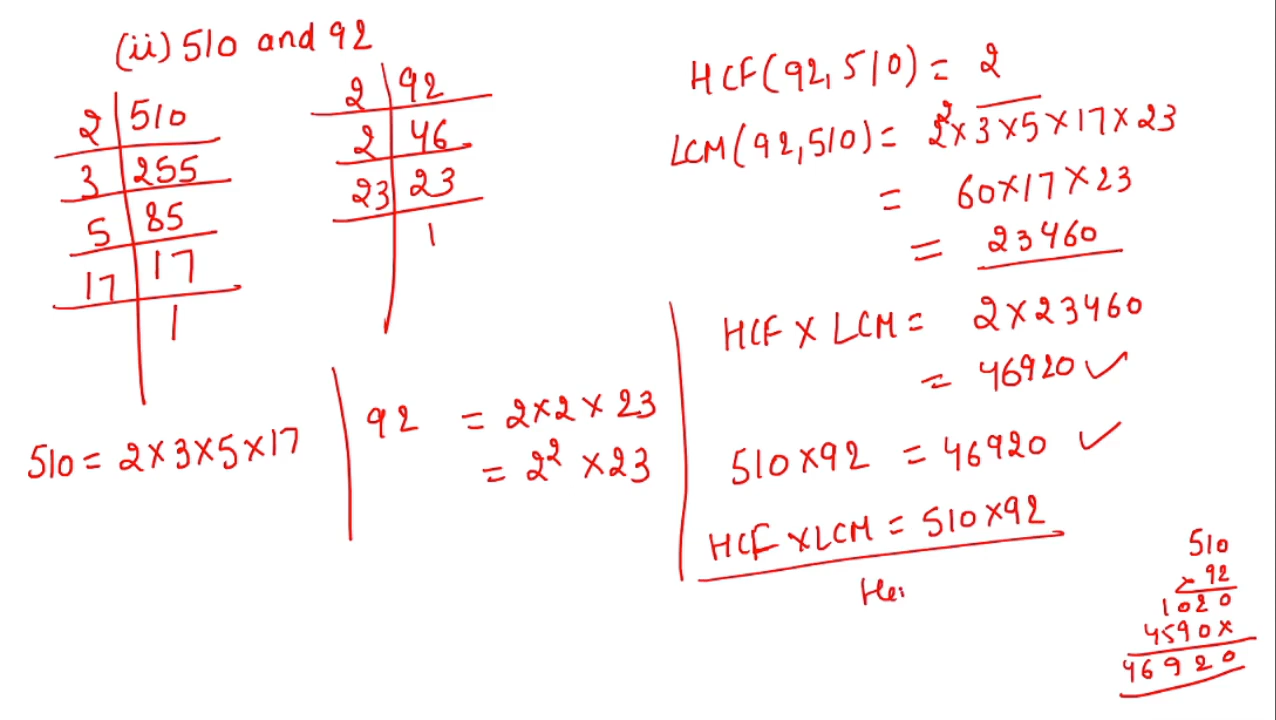 (ii) 510 and 92
2 | 510
3 | 255
5 | 85
17 | 17
1
2 | 92
2 | 46
23 | 23
1
510 = 2×3×5×17
92 = 2×2×23
= 2² ×23
HCF(92,510) = 2
LCM(92,510) = 2²×3×5×17×23
= 60×17×23
= 23460
HCF × LCM = 2×23460
= 46920 ✓
510×92 = 46920 ✓
HCF ×LCM = 510×92
510
× 92
1020
4590×
46920